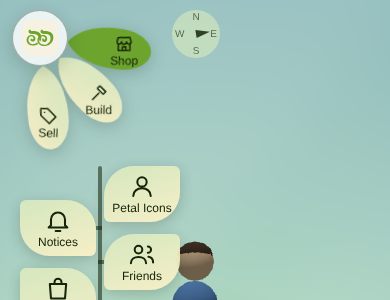 N
W E
S
Shop
Build
Sell
Petal Icons
Notices
Friends